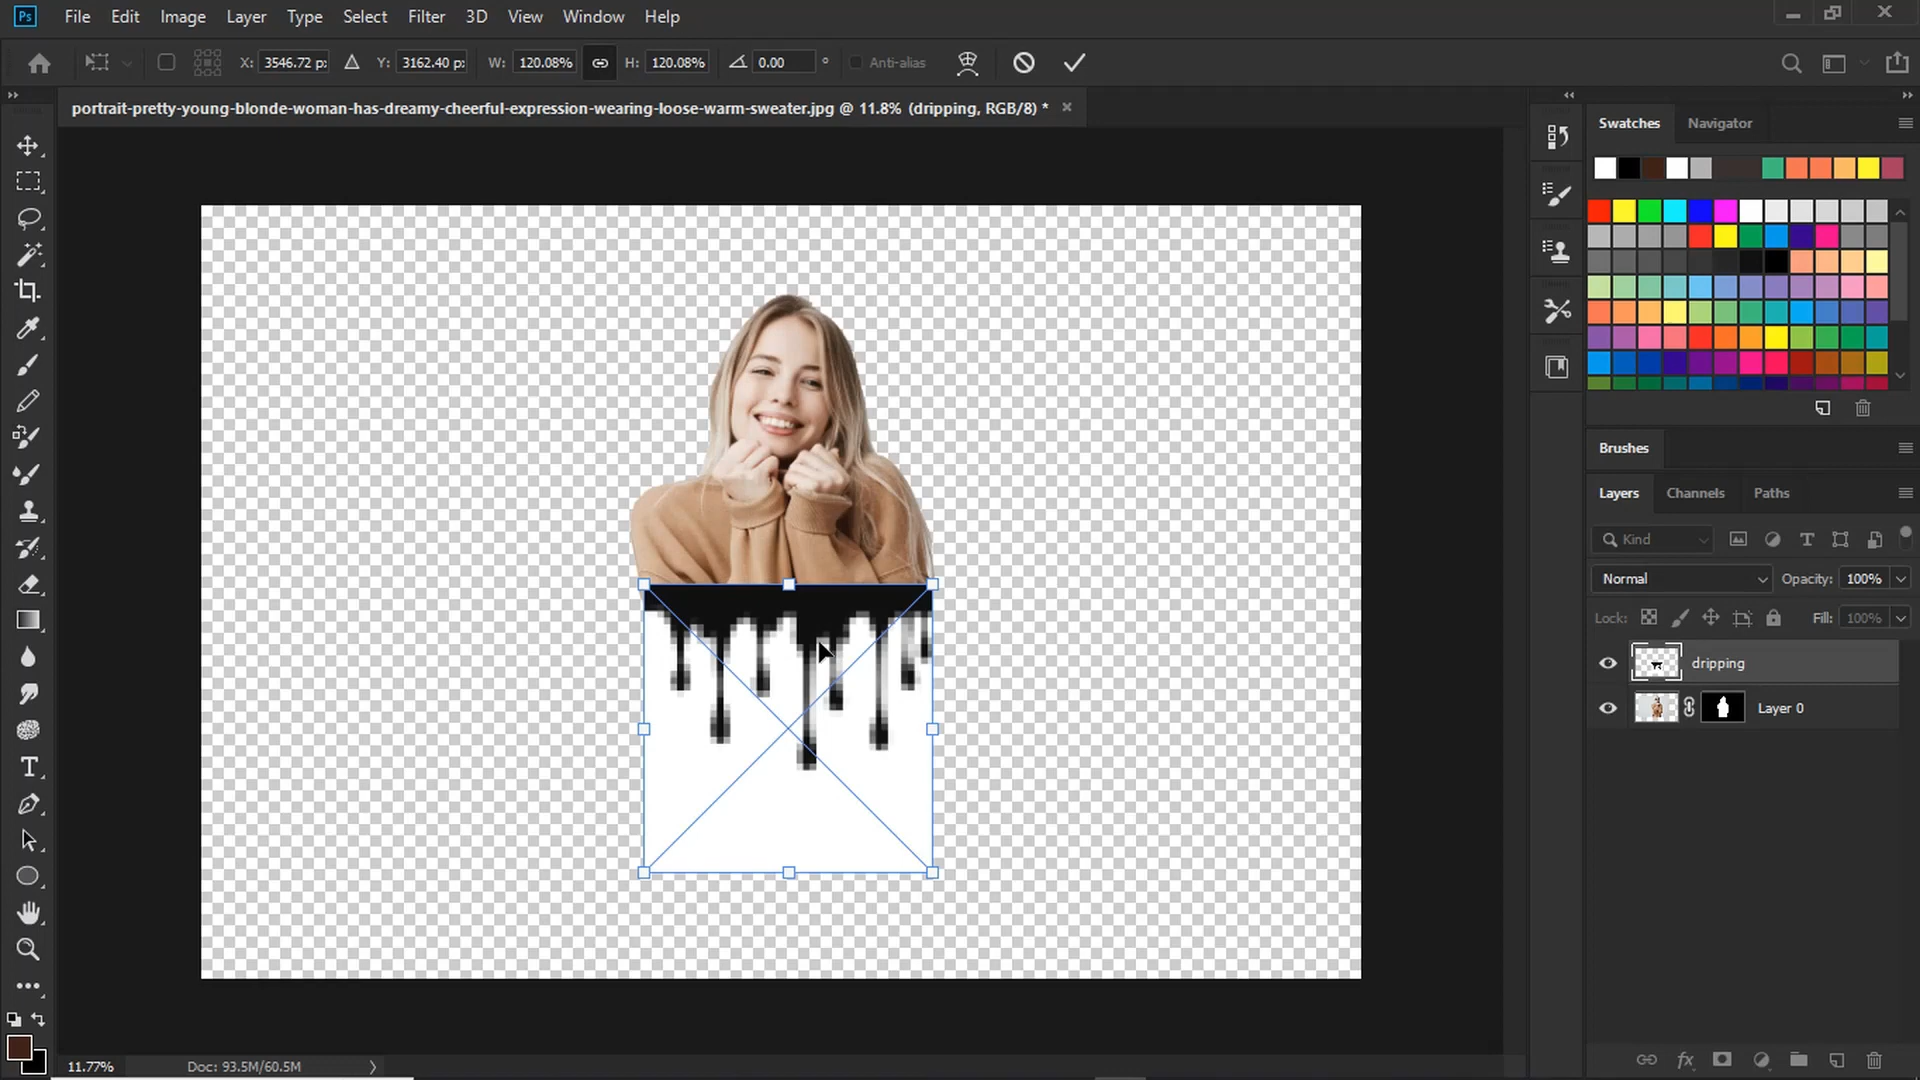 Ps File Edit Image Layer Type Select Filter 3D View Window Help
X: 3546.72 p: Y: 3162.40 p: W: 120.08% H: 120.08% 0.00 ° Anti-alias
portrait-pretty-young-blonde-woman-has-dreamy-cheerful-expression-wearing-loose-warm-sweater.jpg @ 11.8% (dripping, RGB/8) * ×
Swatches Navigator
Brushes
Layers Channels Paths
Kind
Normal Opacity: 100%
Lock: Fill: 100%
dripping
Layer 0
11.77% Doc: 93.5M/60.5M